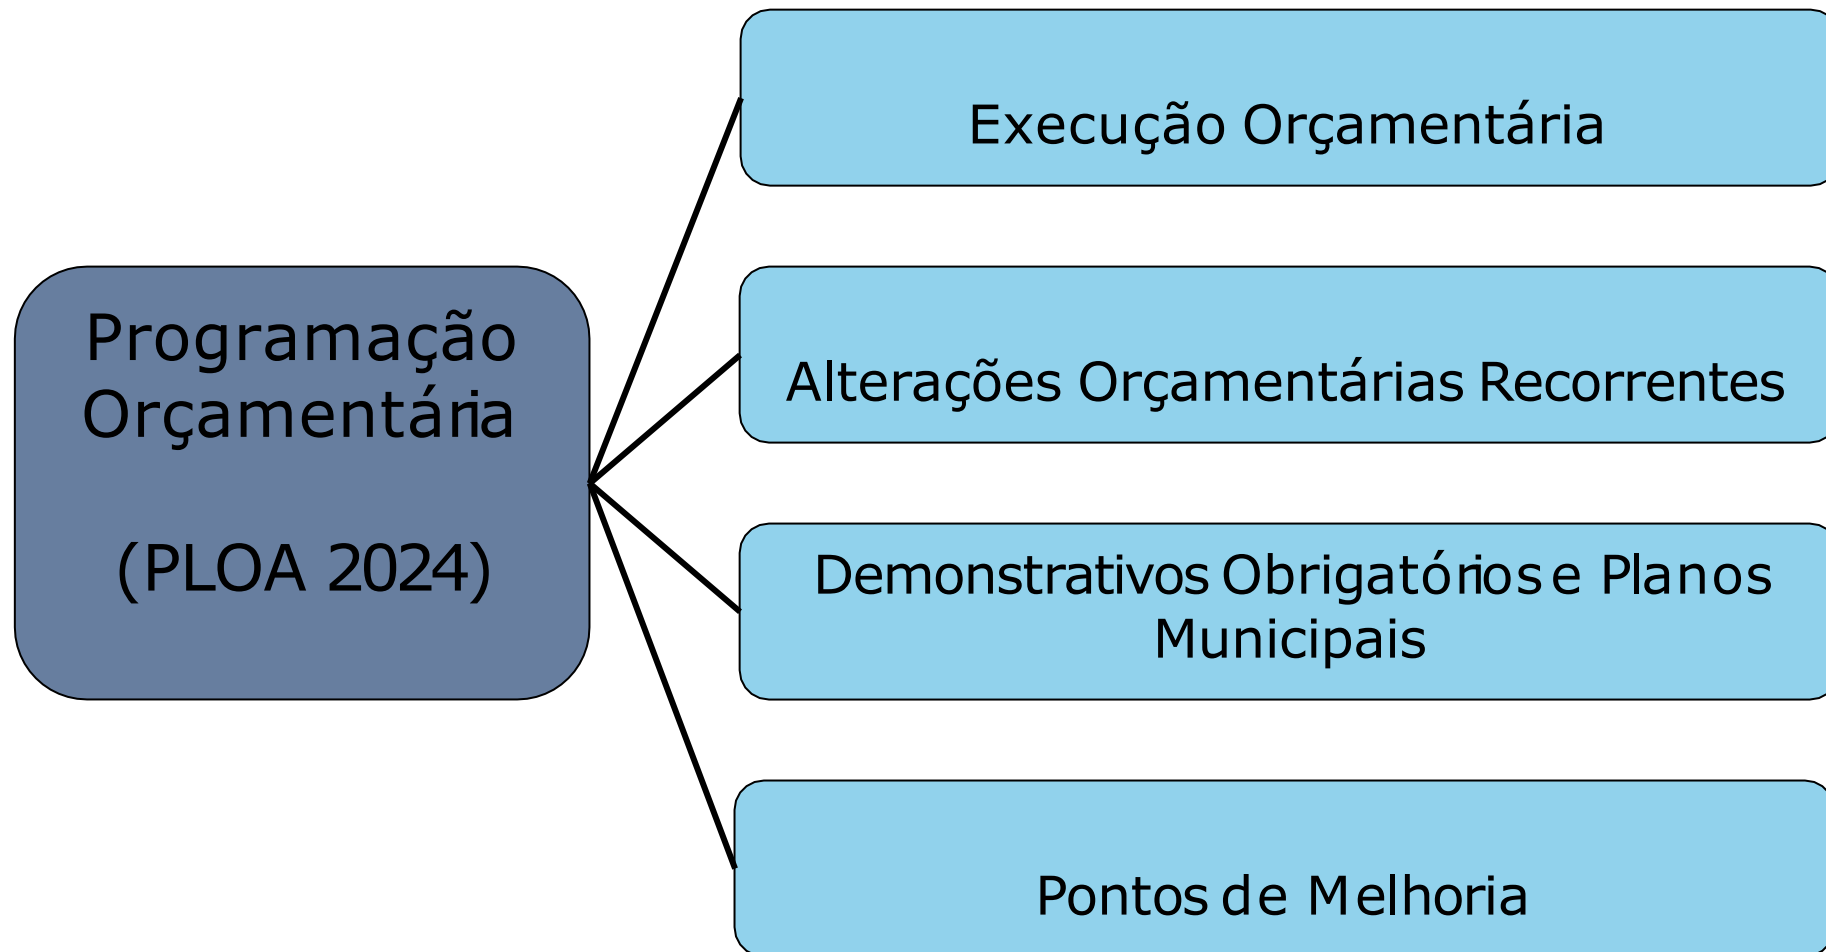 Execução Orçamentária
Programação
Orçamentária
(PLOA 2024)
Alterações Orçamentárias Recorrentes
Demonstrativos Obrigatórios e Planos
Municipais
Pontos de Melhoria